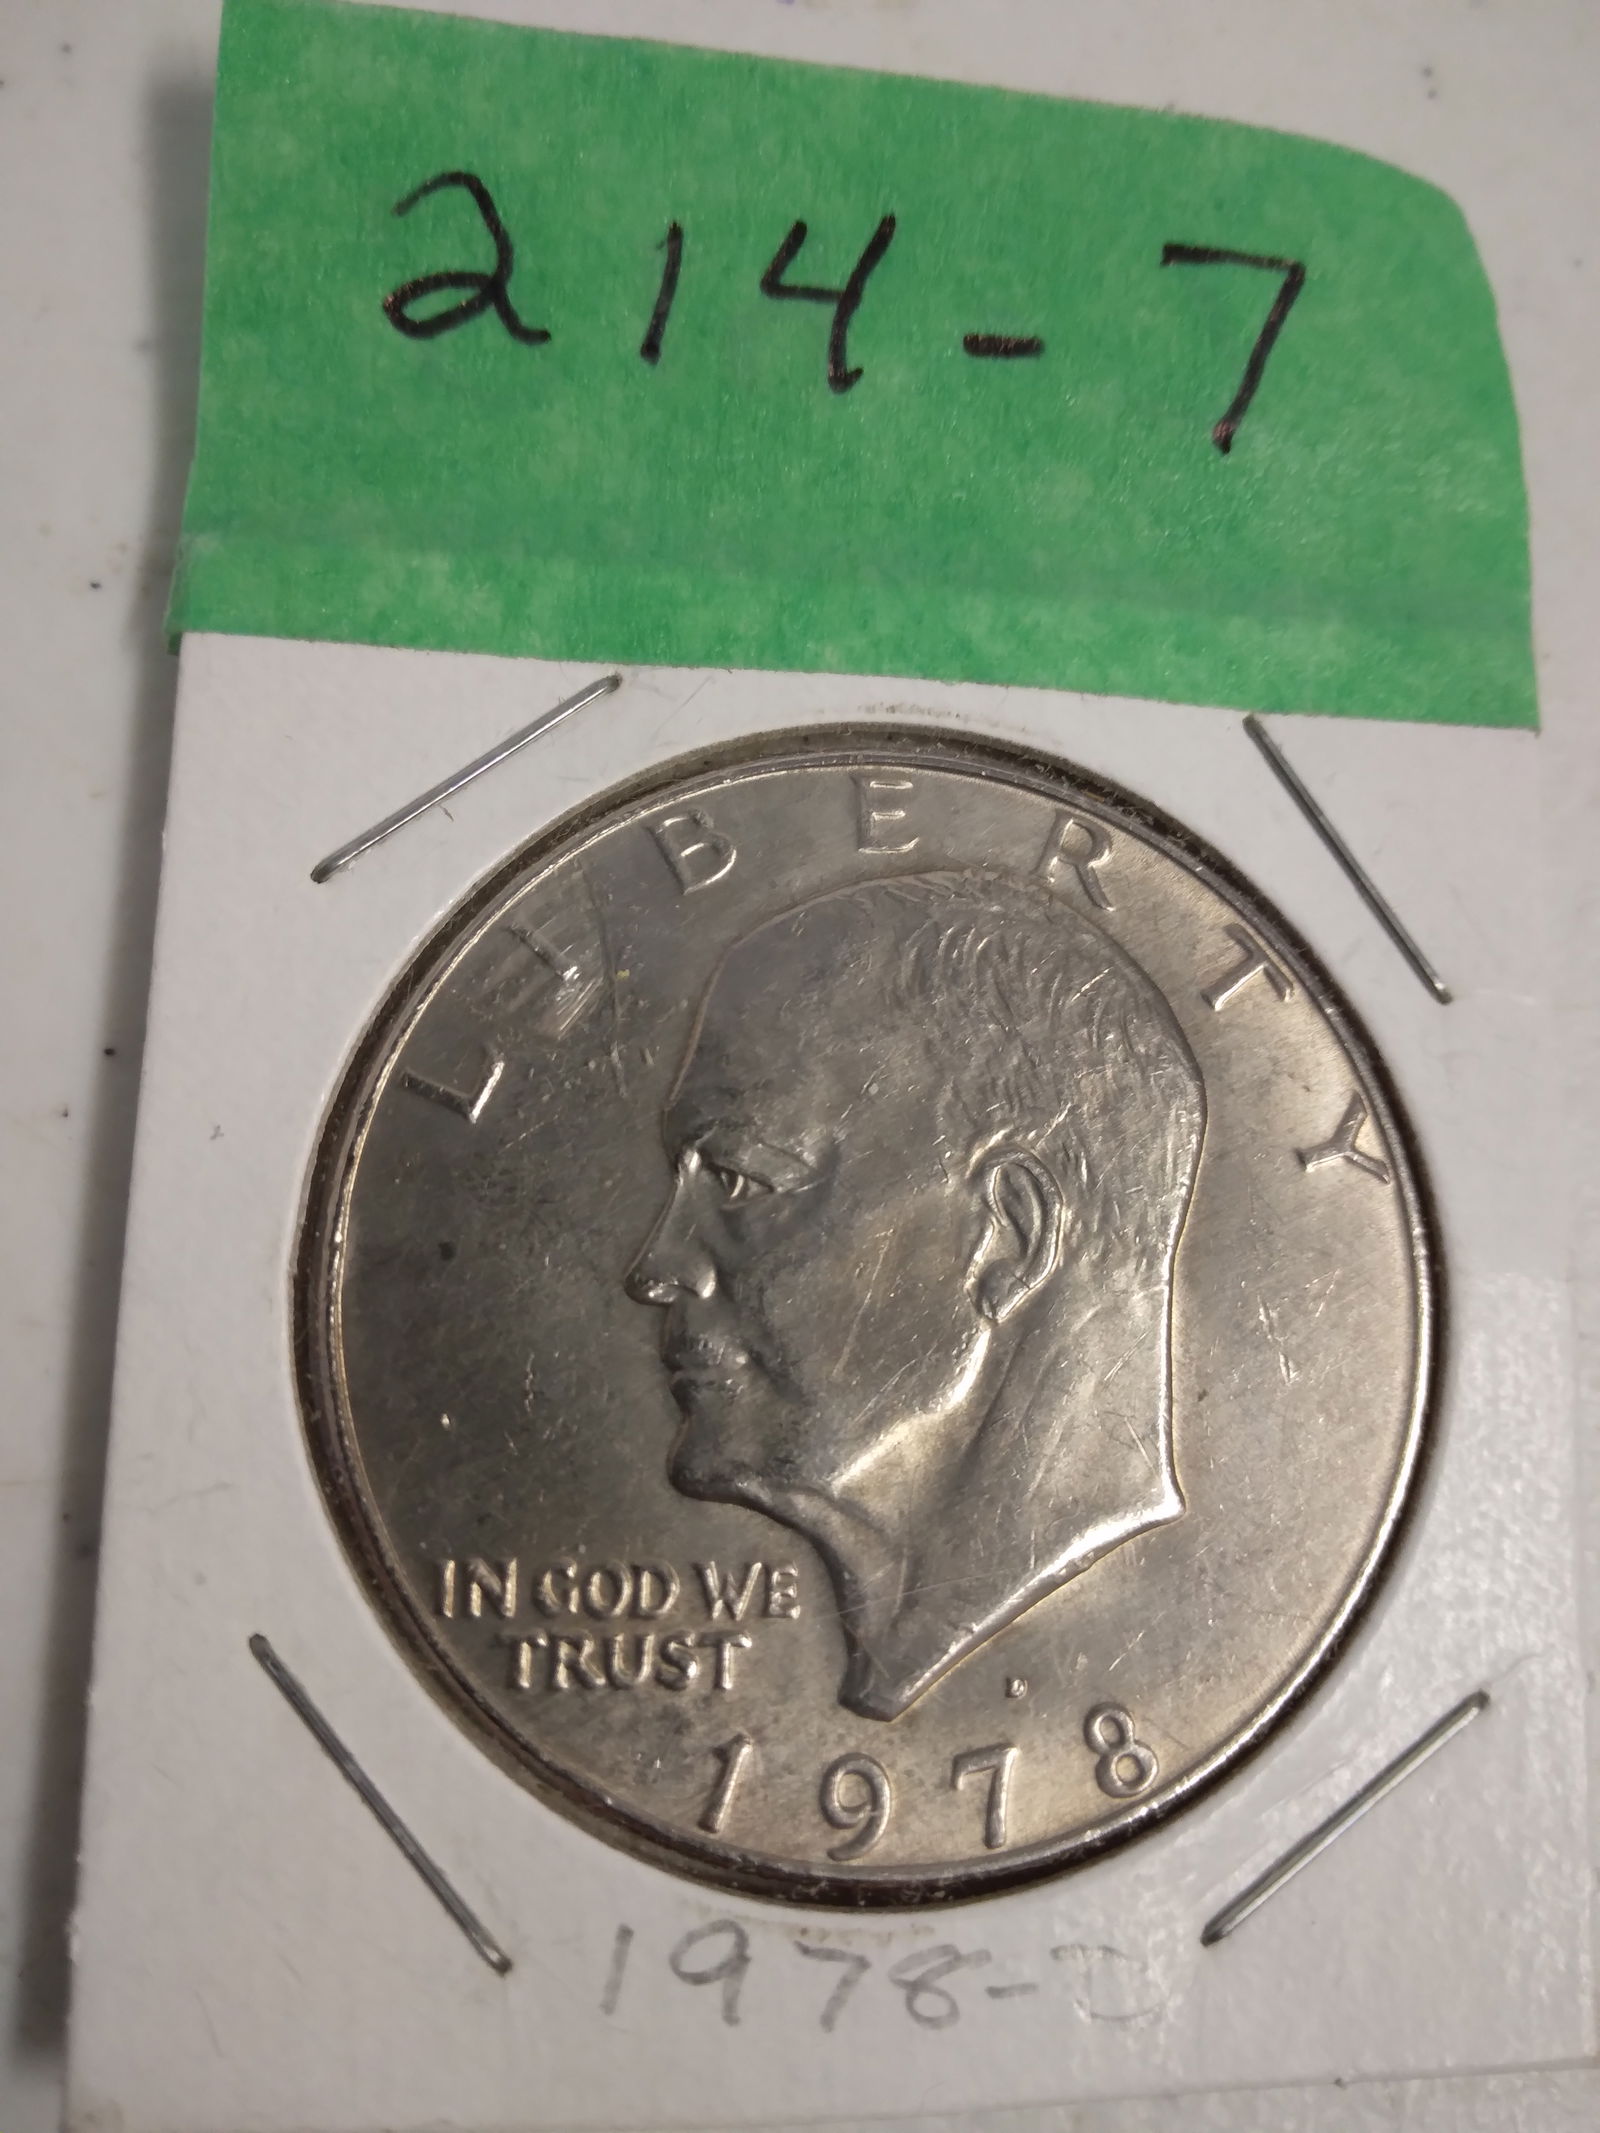 214-7
LIBERTY
IN GOD WE
TRUST
D
1978
1978-D